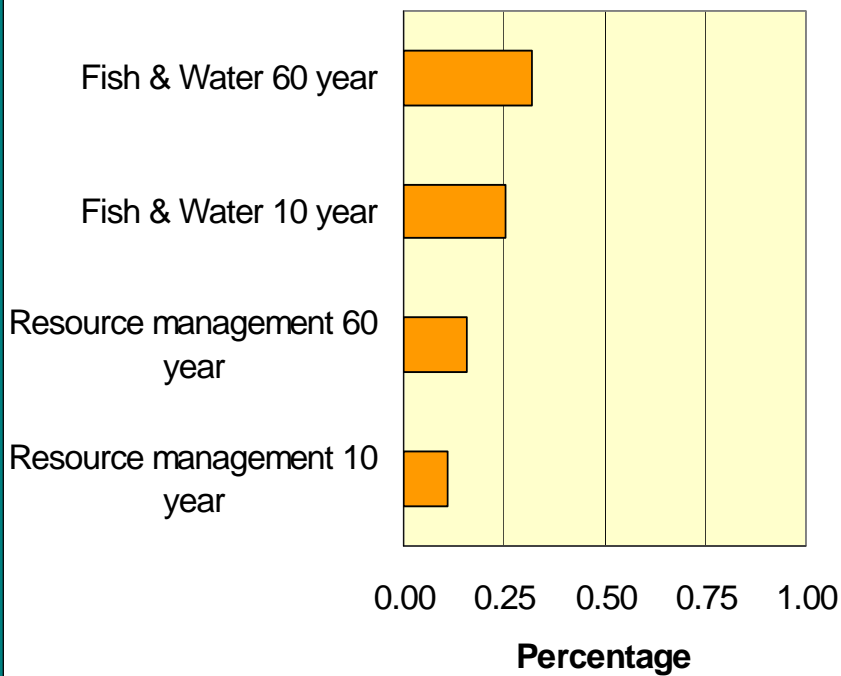 Fish & Water 60 year
Fish & Water 10 year
Resource management 60
year
Resource management 10
year
0.00 0.25 0.50 0.75 1.00
Percentage